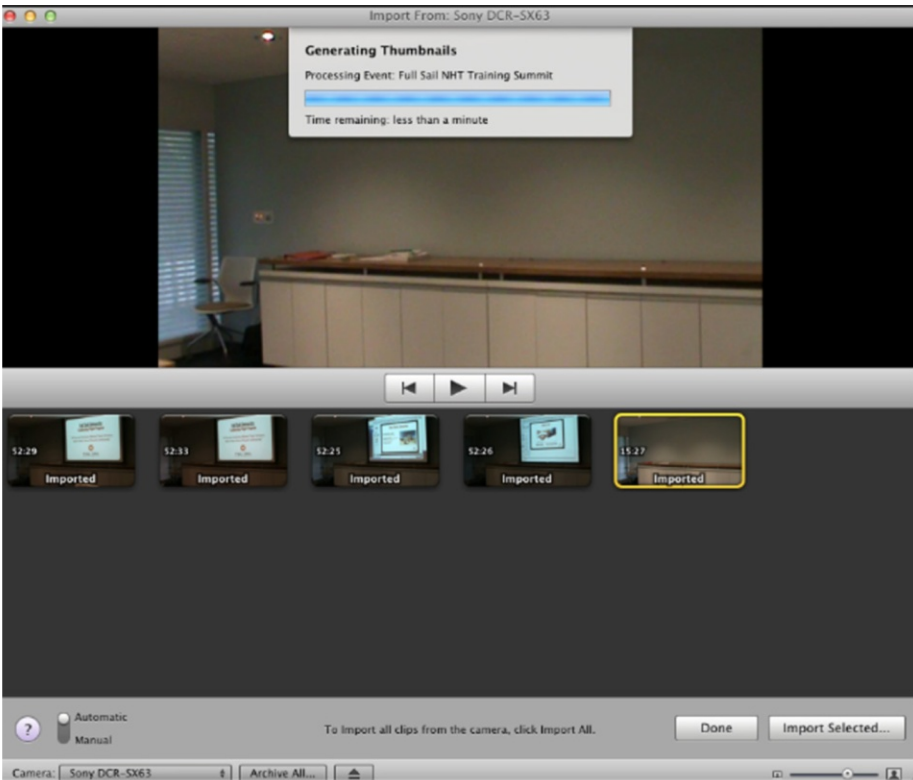 Import From: Sony DCR-SX63
Generating Thumbnails
Processing Event: Full Sail NHT Training Summit
Time remaining: less than a minute
52:29
52:33
52:25
52:26
15:27
Imported
Imported
Imported
Imported
Imported
?
Automatic
Manual
To Import all clips from the camera, click Import All.
Done
Import Selected...
Camera:
Sony DCR-SX63
Archive All...